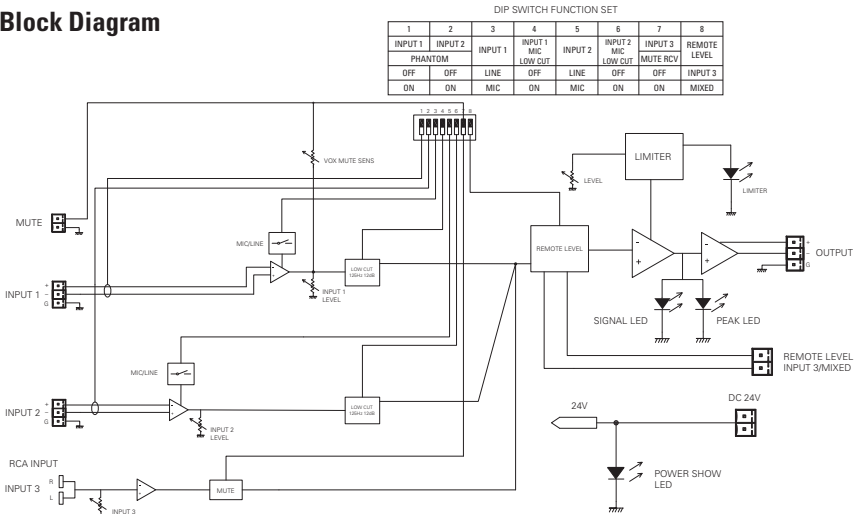 Block Diagram
DIP SWITCH FUNCTION SET
1 2 3 4 5 6 7 8
INPUT 1 INPUT 2 INPUT 1 INPUT 1 MIC LOW CUT INPUT 2 INPUT 2 MIC LOW CUT INPUT 3 REMOTE LEVEL
PHANTOM MUTE RCV
OFF OFF LINE OFF LINE OFF OFF INPUT 3
ON ON MIC ON MIC ON ON MIXED
1 2 3 4 5 6 7 8
VOX MUTE SENS
LIMITER
LEVEL
LIMITER
MUTE
MIC/LINE
REMOTE LEVEL
- +
- +
+
-
G
OUTPUT
INPUT 1
+
-
G
- -
LOW CUT
120Hz 12dB
INPUT 1
LEVEL
SIGNAL LED
PEAK LED
REMOTE LEVEL
INPUT 3/MIXED
MIC/LINE
INPUT 2
+
-
G
- -
LOW CUT
120Hz 12dB
INPUT 2
LEVEL
24V
DC 24V
POWER SHOW
LED
RCA INPUT
INPUT 3
R
L
- -
MUTE
INPUT 3